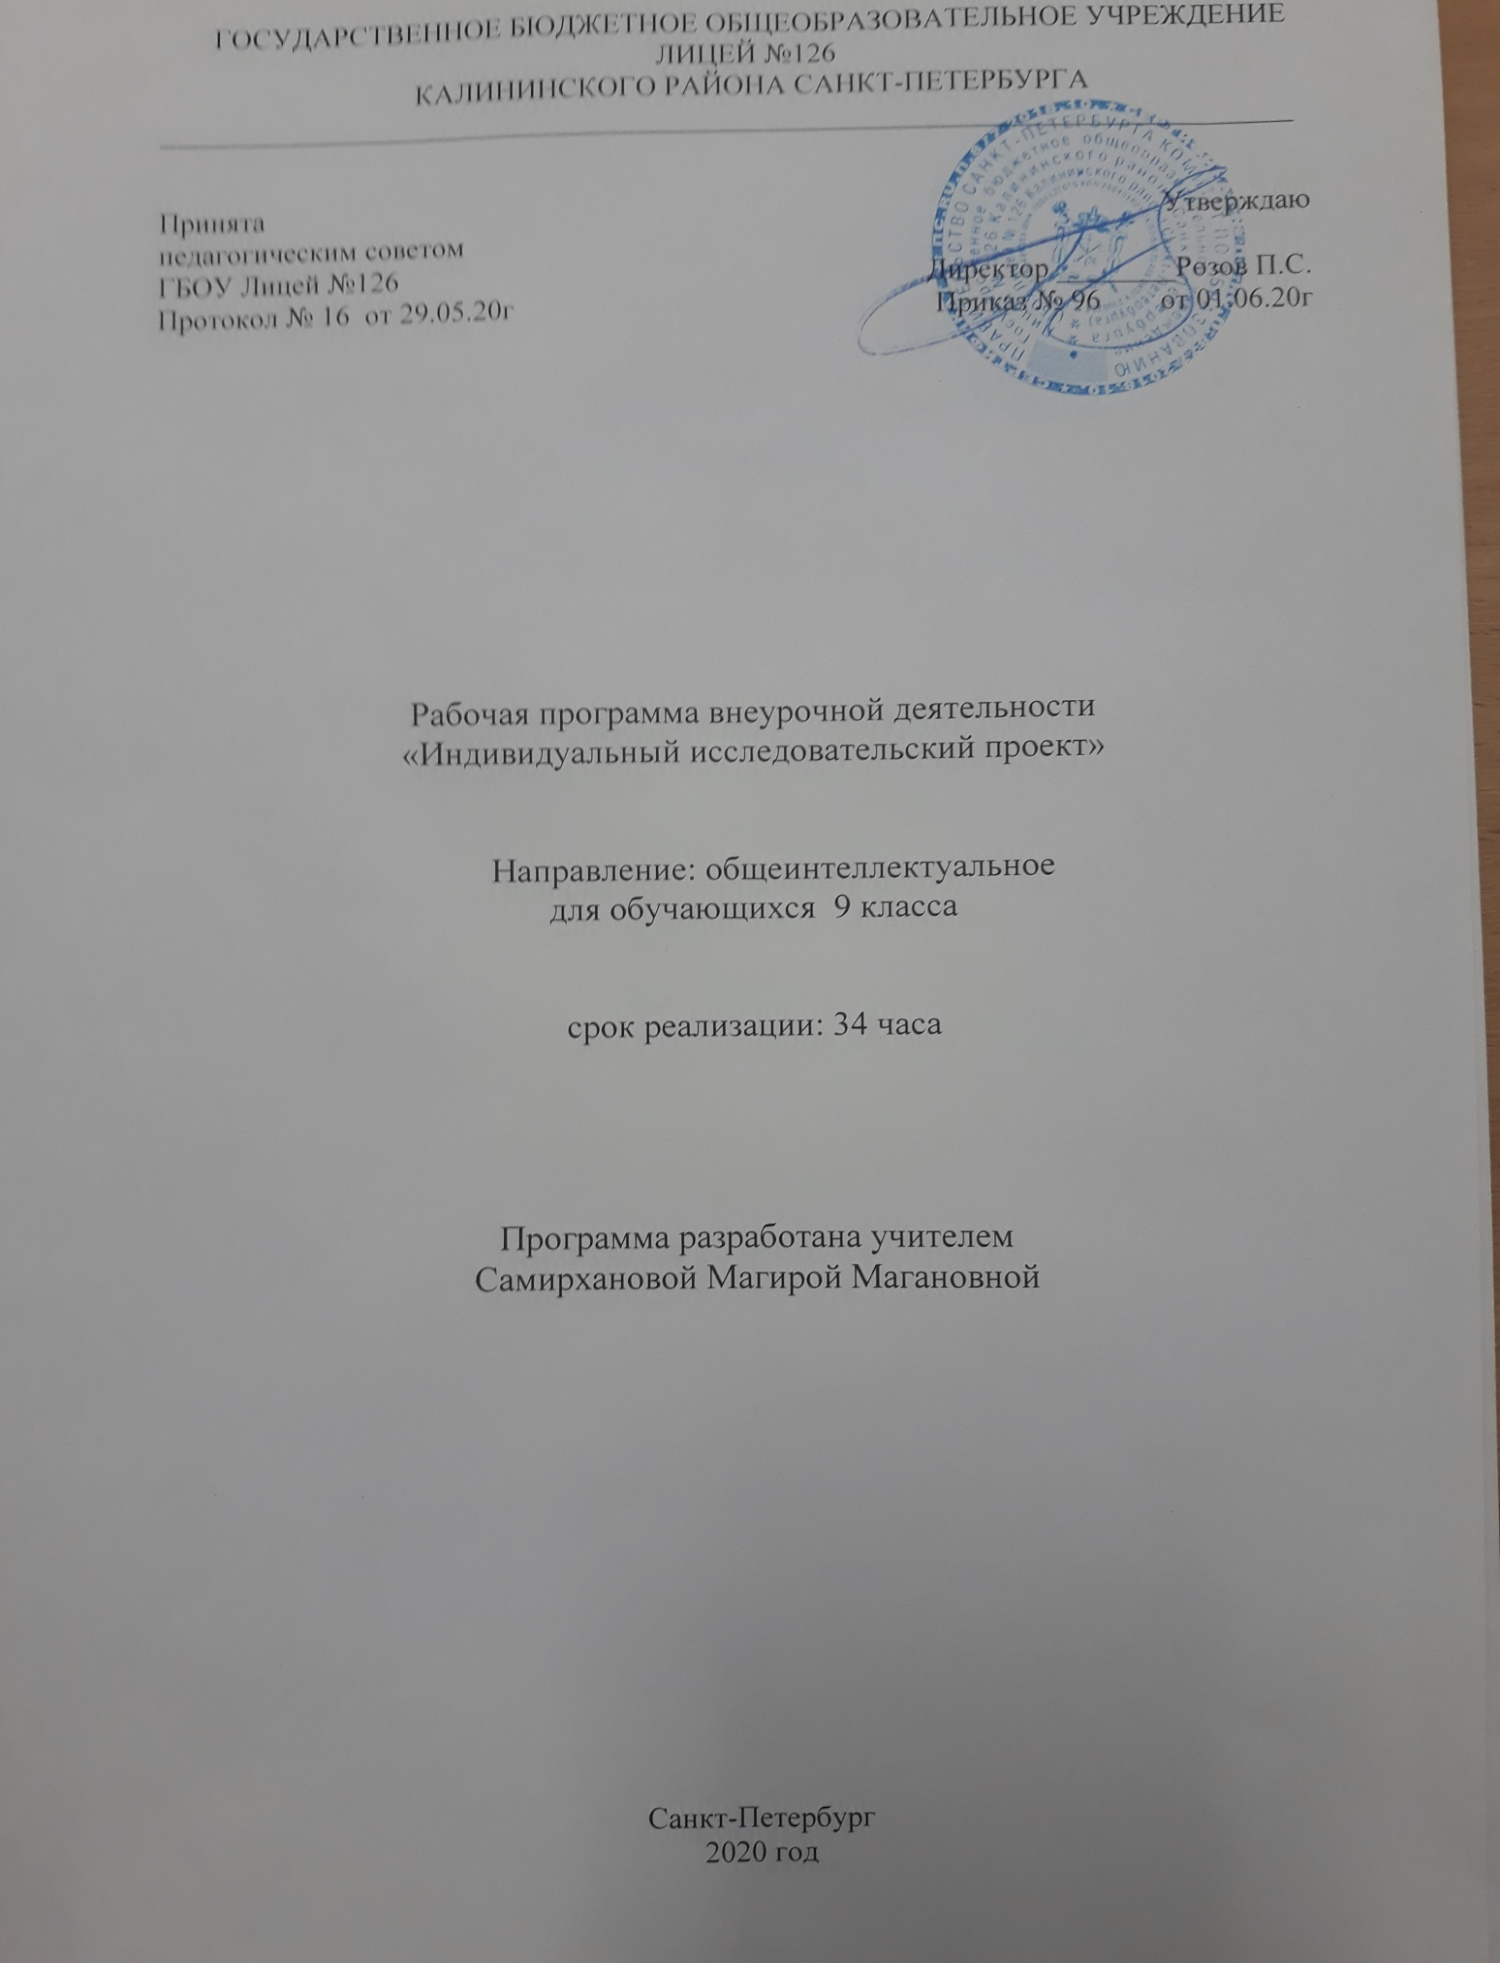 ГОСУДАРСТВЕННОЕ БЮДЖЕТНОЕ ОБЩЕОБРАЗОВАТЕЛЬНОЕ УЧРЕЖДЕНИЕ
ЛИЦЕЙ №126
КАЛИНИНСКОГО РАЙОНА САНКТ-ПЕТЕРБУРГА
Принята
педагогическим советом
ГБОУ Лицей №126
Протокол № 16 от 29.05.20г
Утверждаю
Директор ________ Розов П.С.
Приказ № 96 от 01.06.20г
Рабочая программа внеурочной деятельности
«Индивидуальный исследовательский проект»
Направление: общеинтеллектуальное
для обучающихся 9 класса
срок реализации: 34 часа
Программа разработана учителем
Самирхановой Магирой Магановной
Санкт-Петербург
2020 год